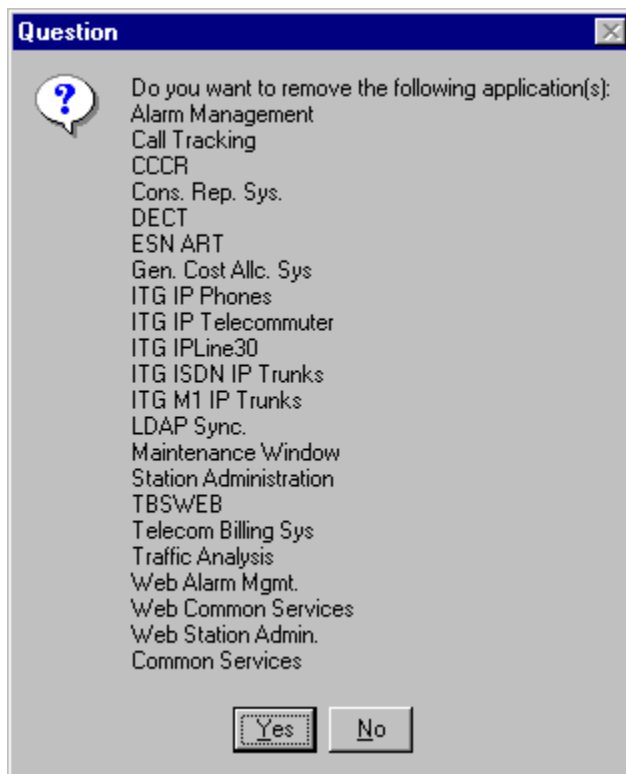 Question
?
Do you want to remove the following application(s):
Alarm Management
Call Tracking
CCCR
Cons. Rep. Sys.
DECT
ESN ART
Gen. Cost Allc. Sys
ITG IP Phones
ITG IP Telecommuter
ITG IPLine30
ITG ISDN IP Trunks
ITG M1 IP Trunks
LDAP Sync.
Maintenance Window
Station Administration
TBSWEB
Telecom Billing Sys
Traffic Analysis
Web Alarm Mgmt.
Web Common Services
Web Station Admin.
Common Services
Yes No